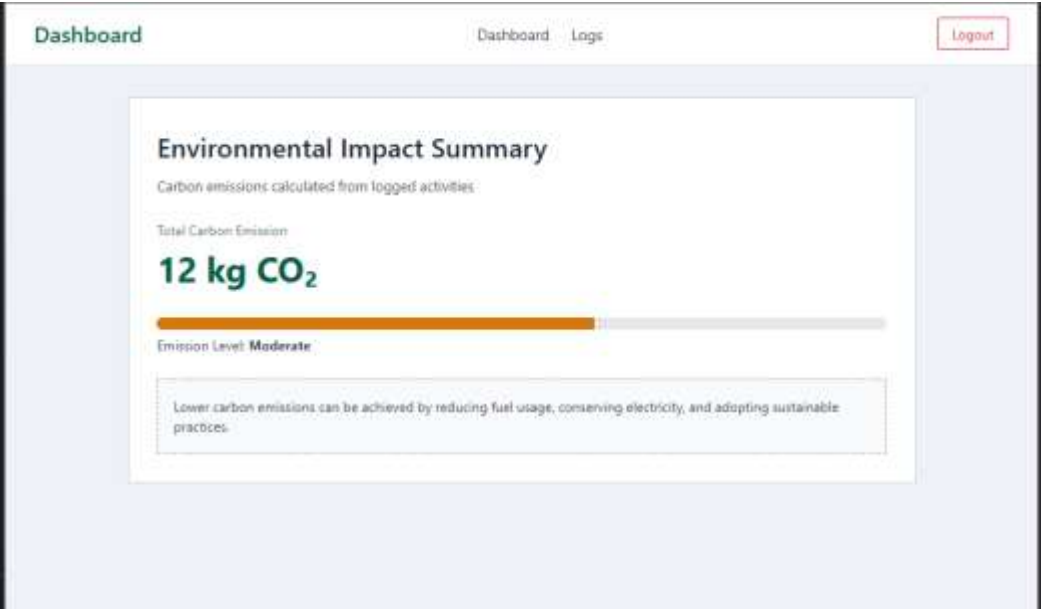 Dashboard
Dashboard Logs
Logout
Environmental Impact Summary
Carbon emissions calculated from logged activities
Total Carbon Emission
12 kg CO₂
Emission Level: Moderate
Lower carbon emissions can be achieved by reducing fuel usage, conserving electricity, and adopting sustainable
practices.